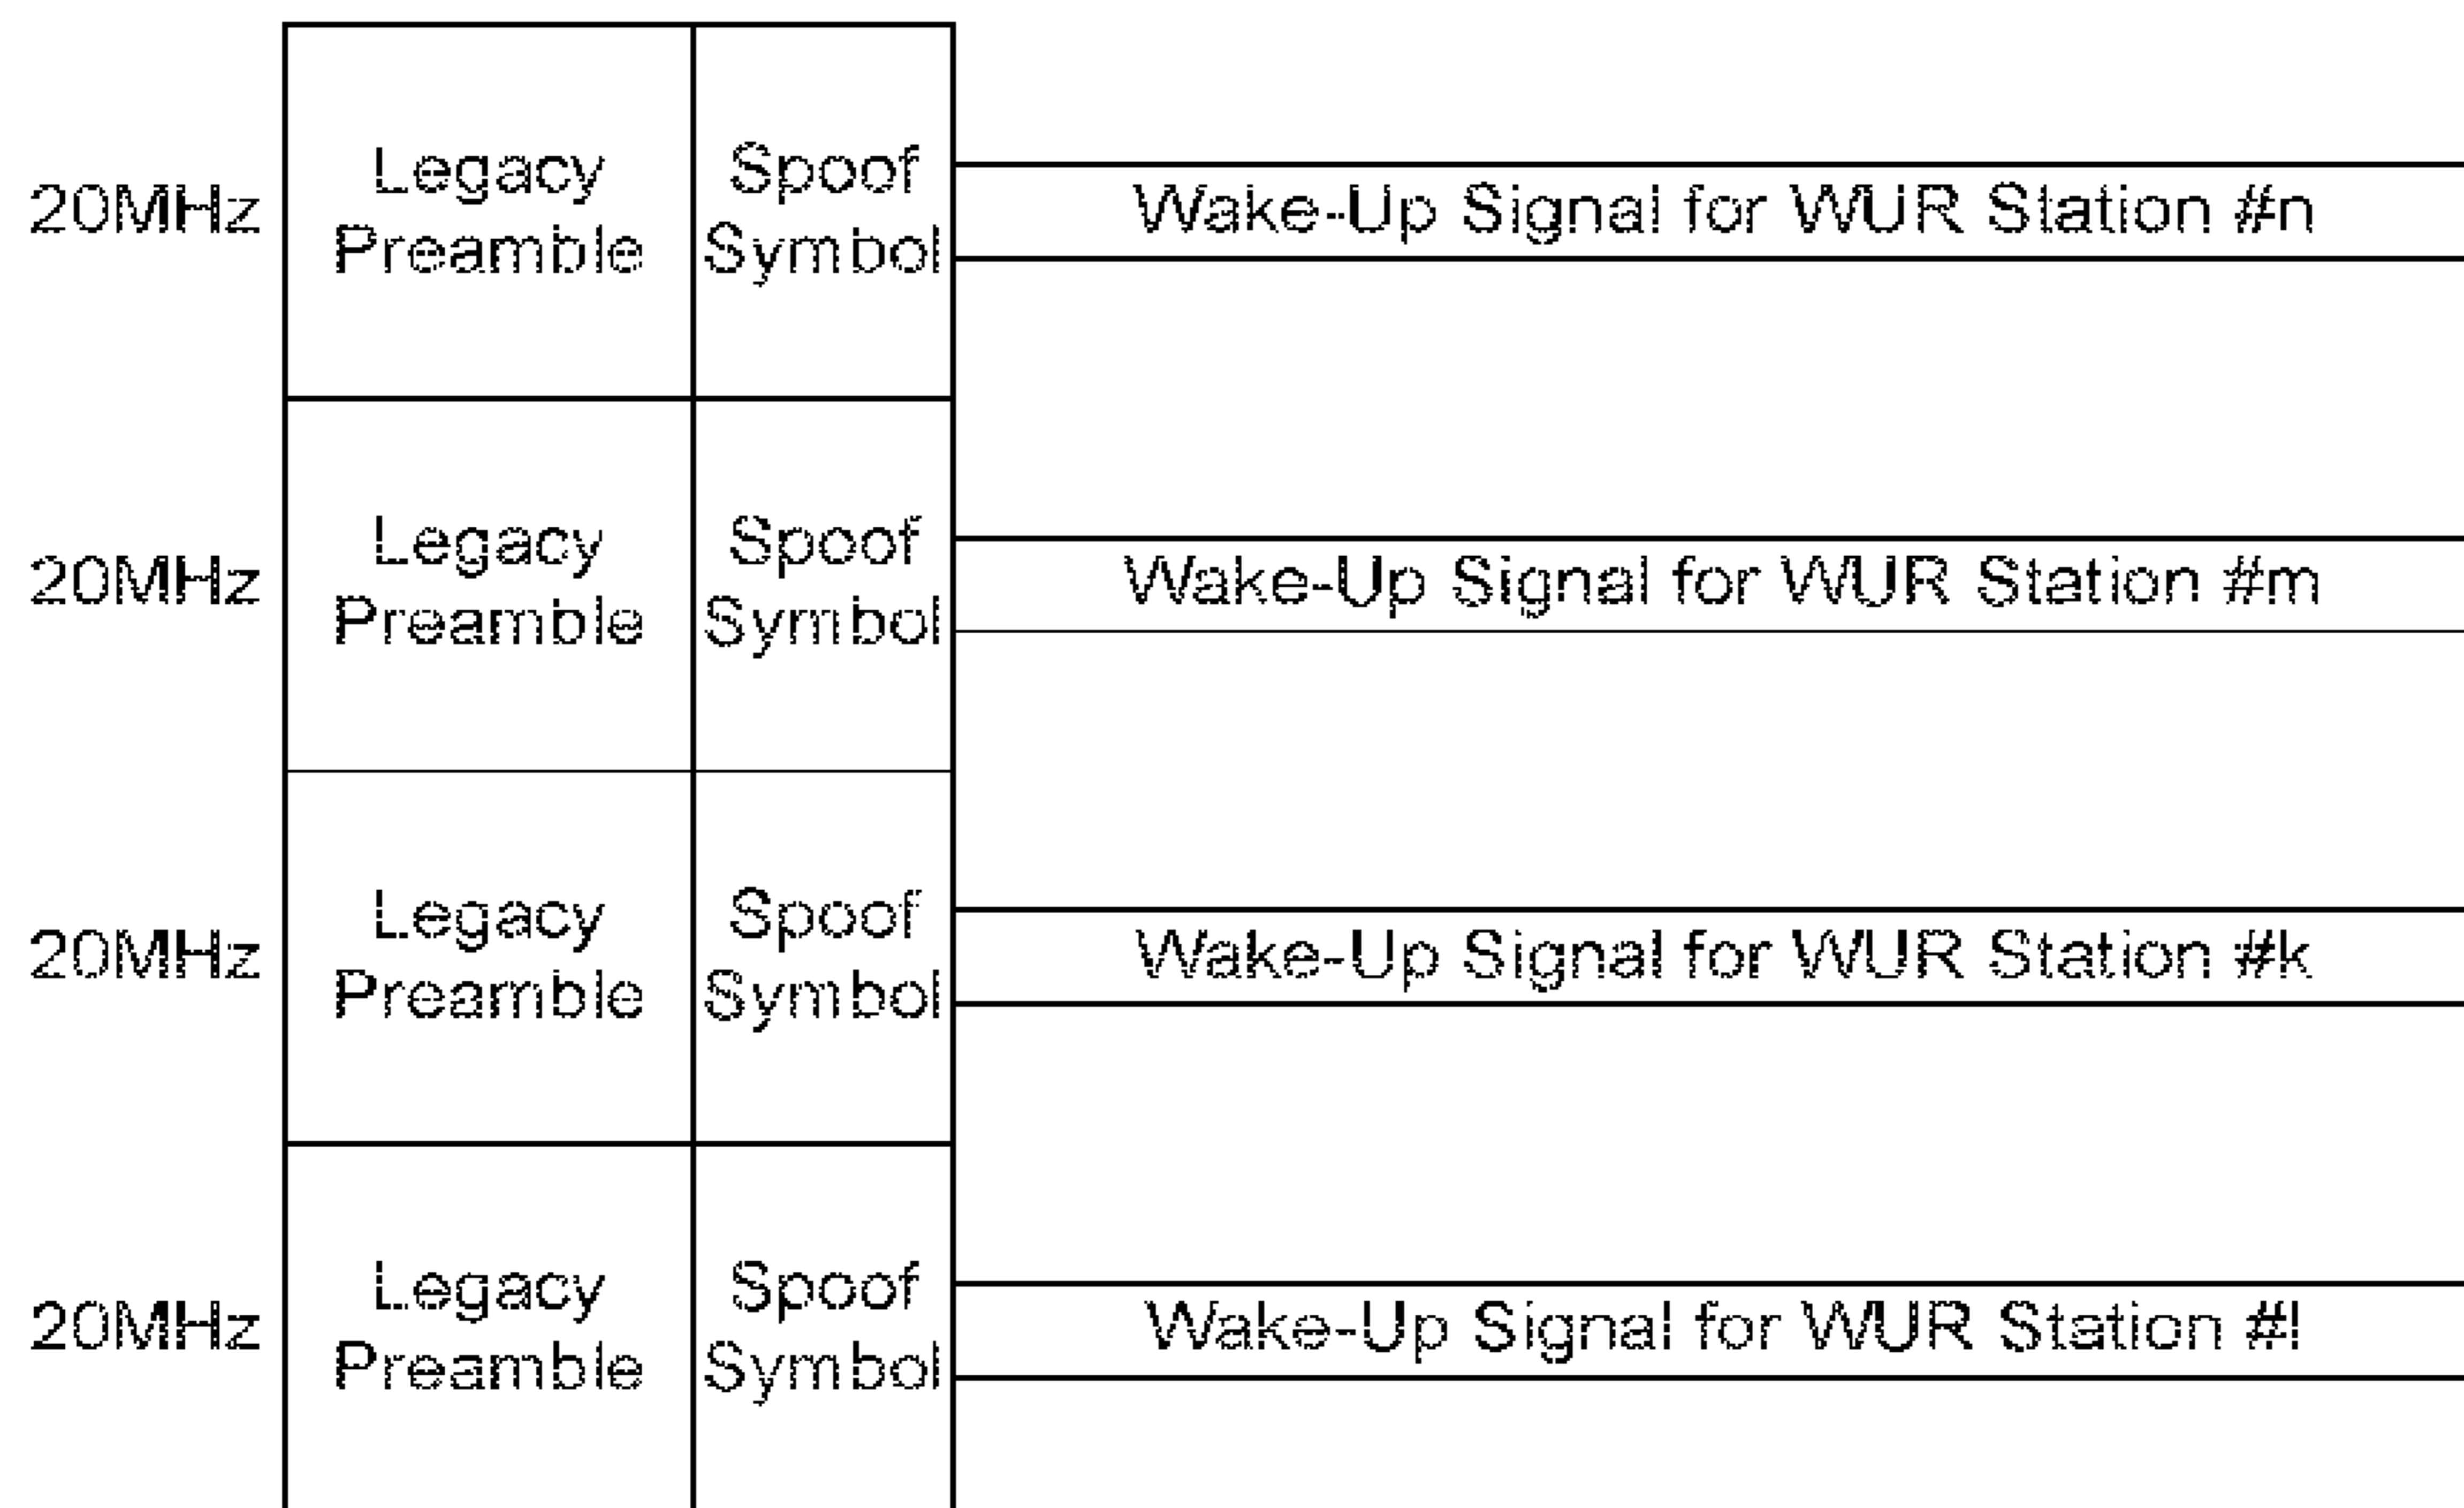 20MHz
Legacy
Preamble
Spoof
Symbol
Wake-Up Signal for WUR Station #n
20MHz
Legacy
Preamble
Spoof
Symbol
Wake-Up Signal for WUR Station #m
20MHz
Legacy
Preamble
Spoof
Symbol
Wake-Up Signal for WUR Station #k
20MHz
Legacy
Preamble
Spoof
Symbol
Wake-Up Signal for WUR Station #l